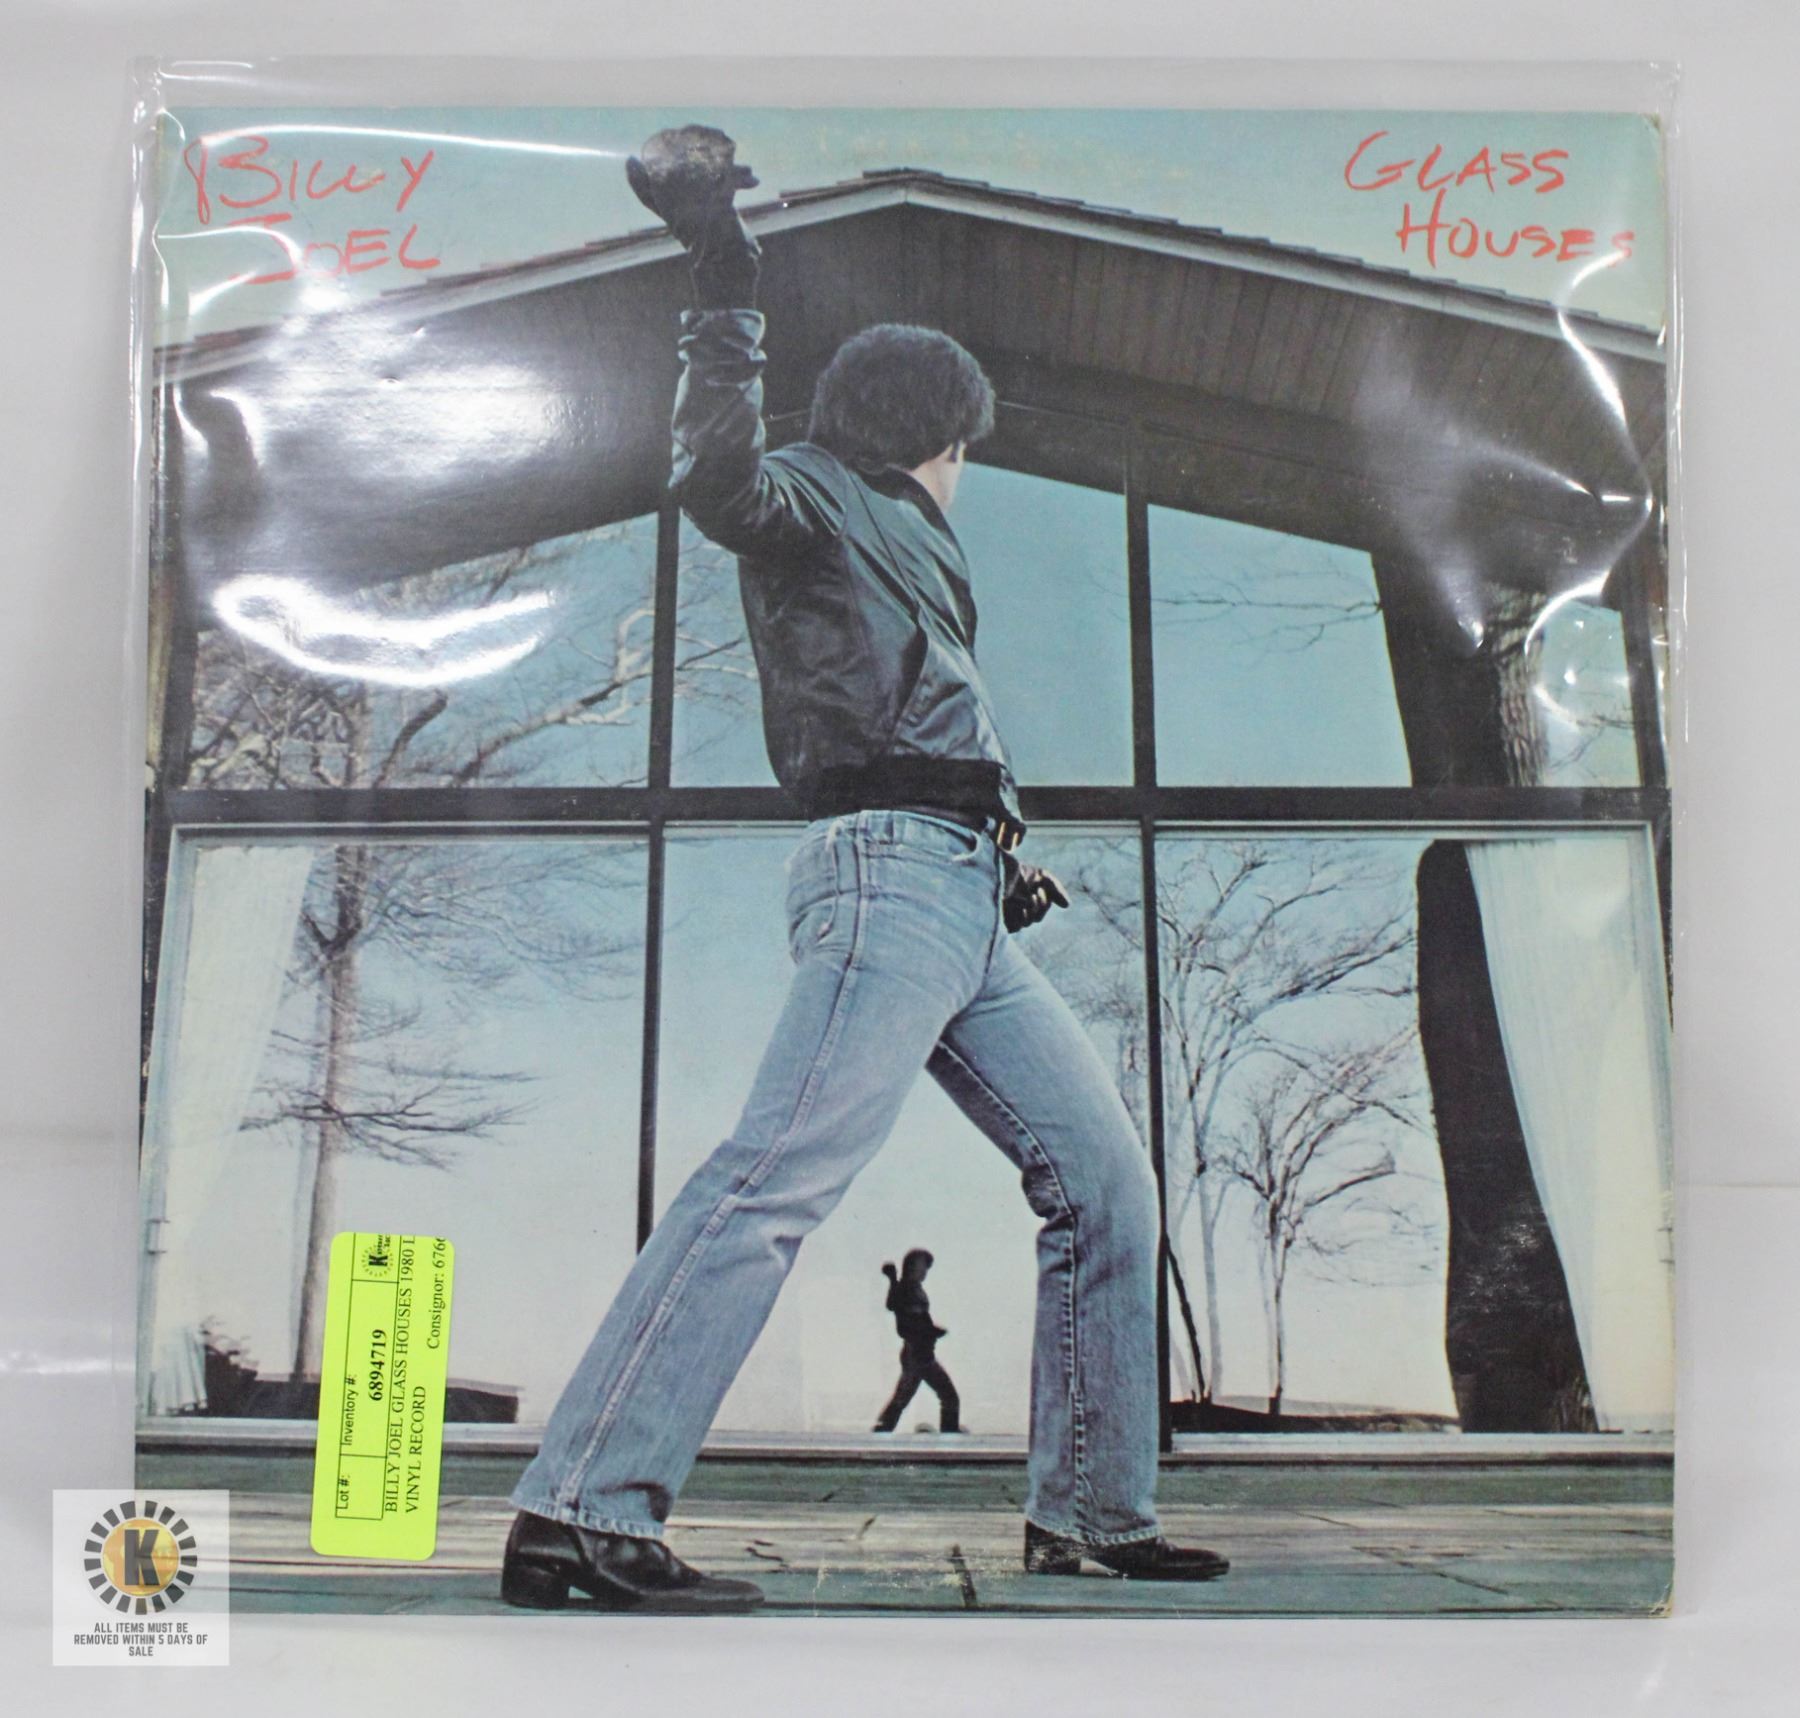 BILLY
JOEL
GLASS
HOUSES
Lot #:
Inventory #:
6894719
BILLY JOEL GLASS HOUSES 1980
VINYL RECORD
Consignor: 6766
K
ALL ITEMS MUST BE
REMOVED WITHIN 5 DAYS OF
SALE